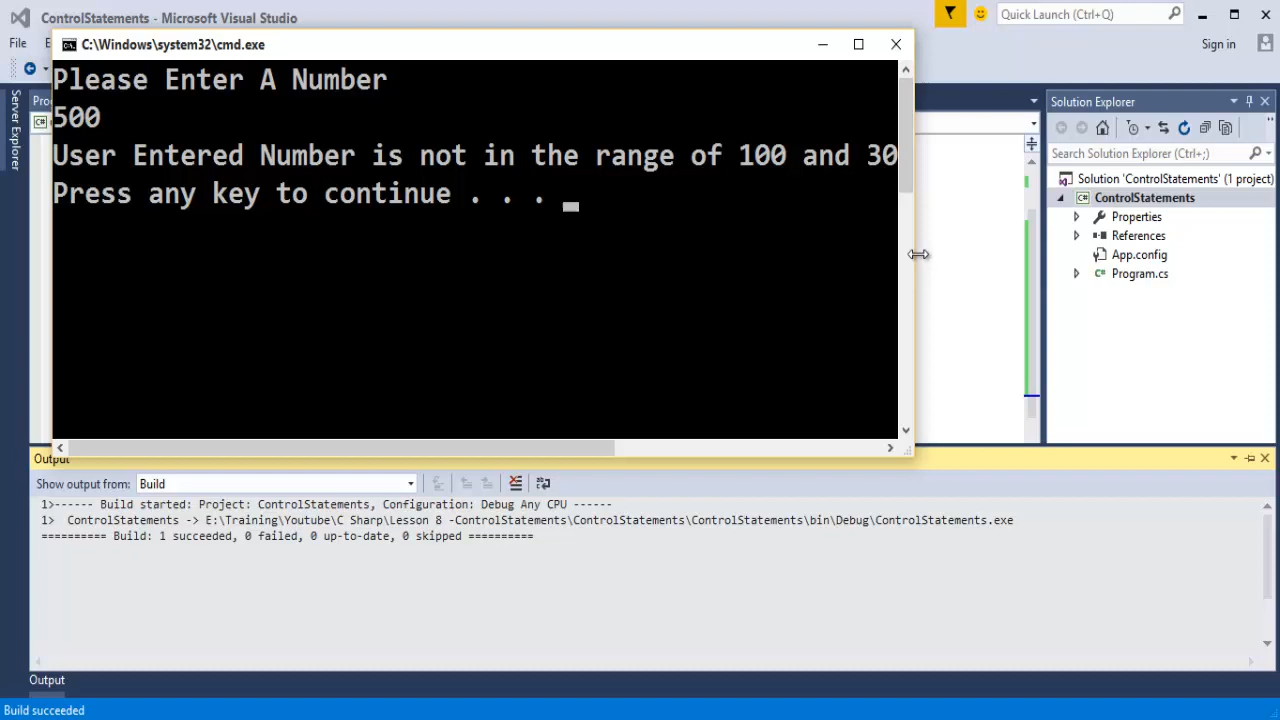 ControlStatements - Microsoft Visual Studio
Quick Launch (Ctrl+Q)
File
Sign in
C:\Windows\system32\cmd.exe
Please Enter A Number
500
User Entered Number is not in the range of 100 and 30
Press any key to continue . . .
Server Explorer
Solution Explorer
Search Solution Explorer (Ctrl+;)
Solution 'ControlStatements' (1 project)
C# ControlStatements
Properties
References
App.config
C# Program.cs
Output
Show output from: Build
1>------ Build started: Project: ControlStatements, Configuration: Debug Any CPU ------
1> ControlStatements -> E:\Training\Youtube\C Sharp\Lesson 8 -ControlStatements\ControlStatements\ControlStatements\bin\Debug\ControlStatements.exe
========== Build: 1 succeeded, 0 failed, 0 up-to-date, 0 skipped ==========
Output
Build succeeded